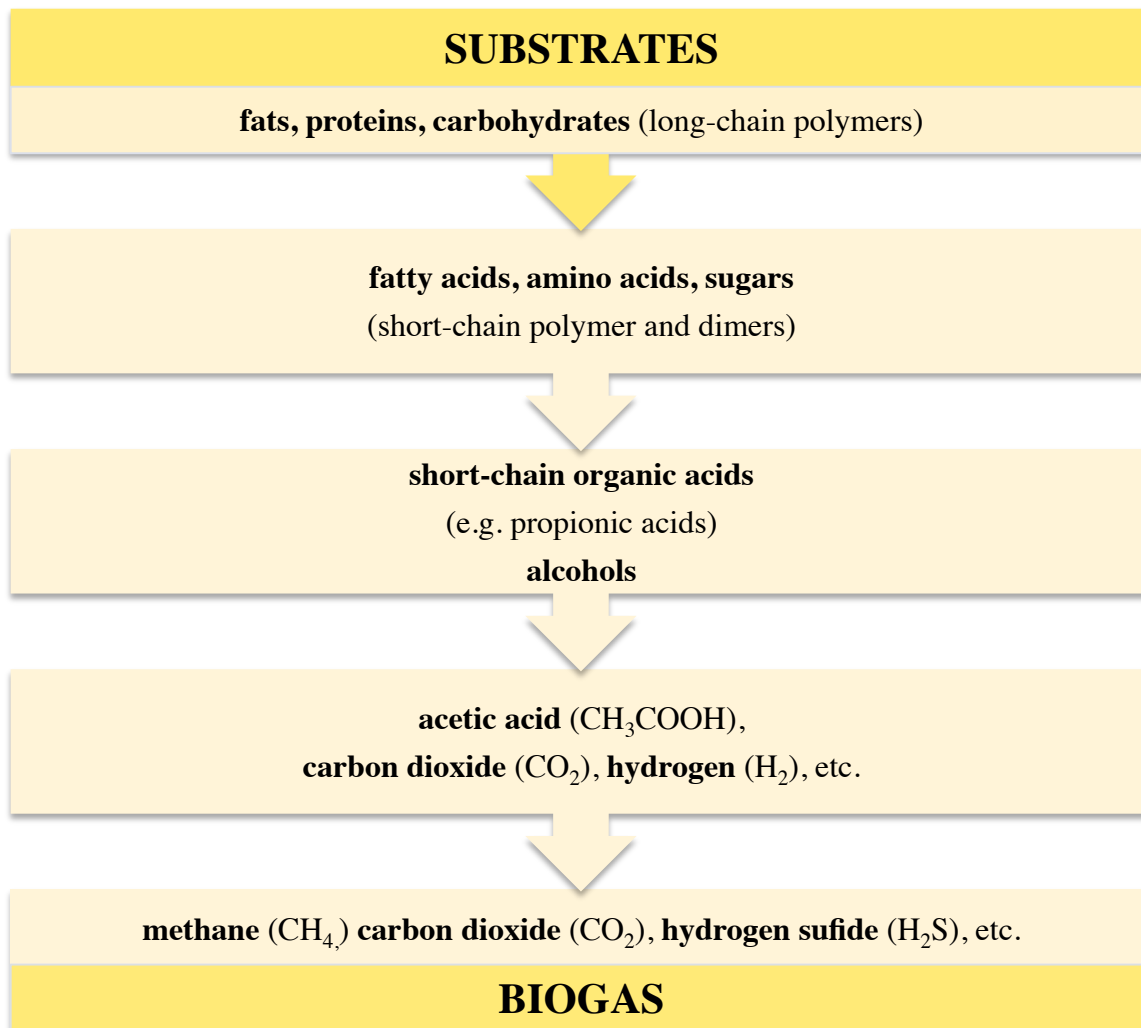 SUBSTRATES
fats, proteins, carbohydrates (long-chain polymers)
fatty acids, amino acids, sugars
(short-chain polymer and dimers)
short-chain organic acids
(e.g. propionic acids)
alcohols
acetic acid (CH₃COOH),
carbon dioxide (CO₂), hydrogen (H₂), etc.
methane (CH₄,) carbon dioxide (CO₂), hydrogen sufide (H₂S), etc.
BIOGAS